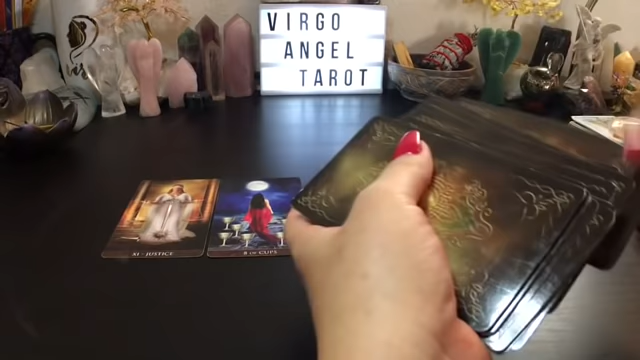 VIRGO
ANGEL
TAROT
XI · JUSTICE
8 OF CUPS